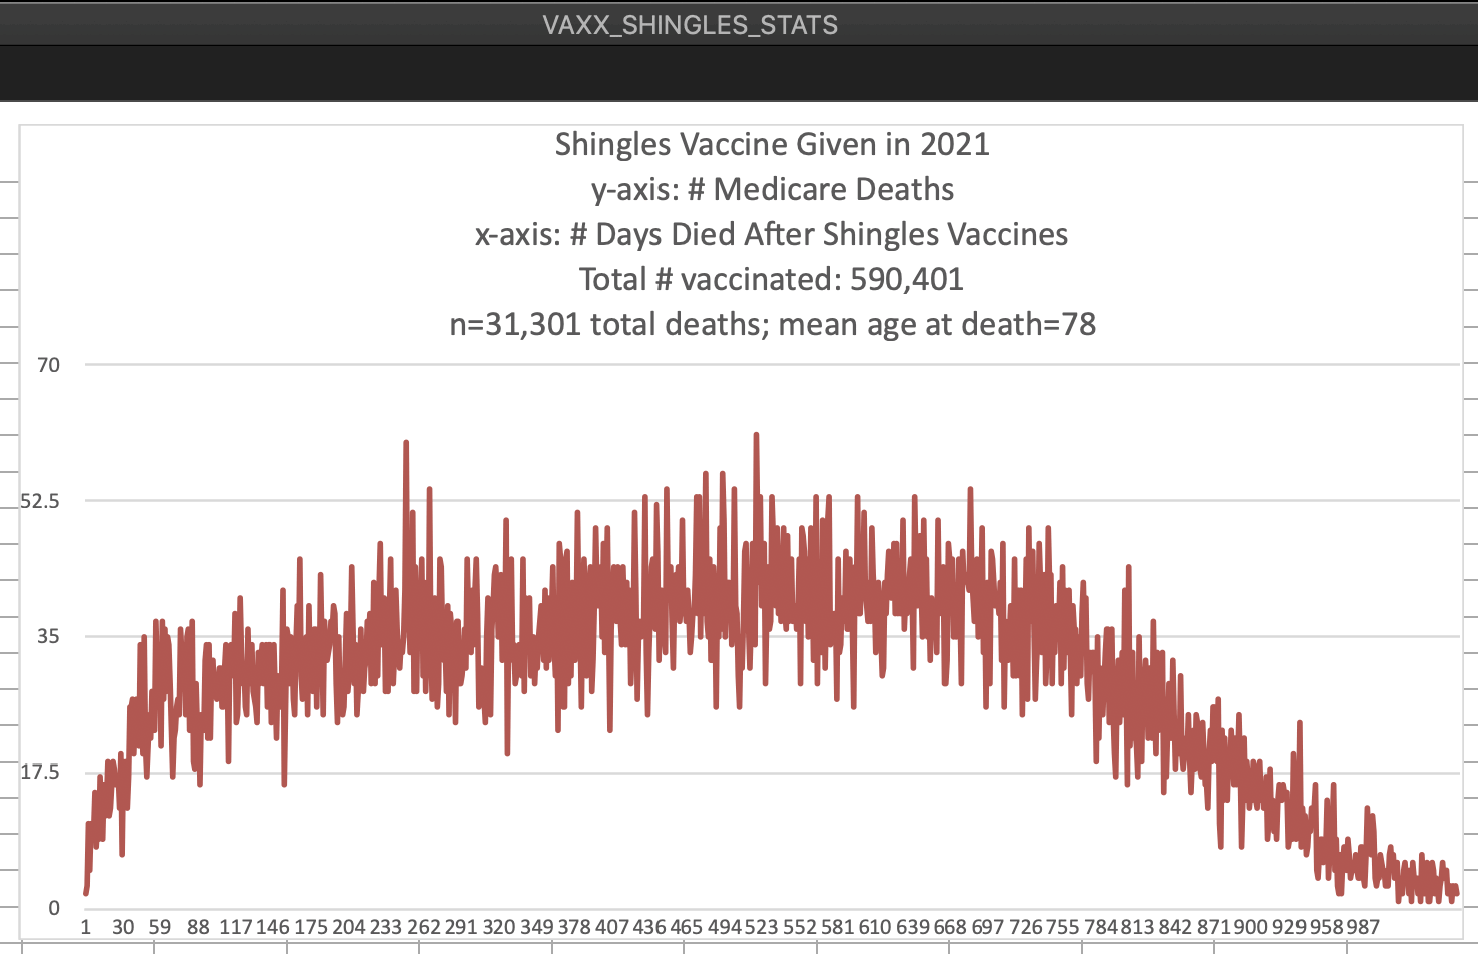 VAXX_SHINGLES_STATS
Shingles Vaccine Given in 2021
y-axis: # Medicare Deaths
x-axis: # Days Died After Shingles Vaccines
Total # vaccinated: 590,401
n=31,301 total deaths; mean age at death=78
70
52.5
35
17.5
0
1 30 59 88 117 146 175 204 233 262 291 320 349 378 407 436 465 494 523 552 581 610 639 668 697 726 755 784 813 842 871 900 929 958 987